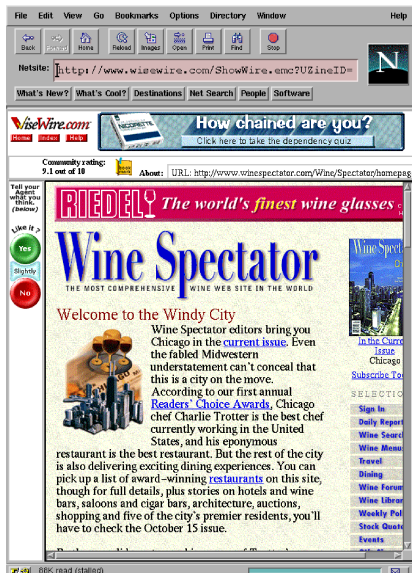 File Edit View Go Bookmarks Options Directory Window Help
Back Forward Home Reload Images Open Print Find Stop
Netsite: http://www.wisewire.com/ShowWire.emc?UZineID=
N
What's New? What's Cool? Destinations Net Search People Software
WiseWire.com
Home Index Help
NICORETTE
How chained are you?
Click here to take the dependency quiz
Community rating:
9.1 out of 10
About: URL: http://www.winespectator.com/Wine/Spectator/homepag
Tell your
Agent
what you
think.
(below)
Like it?
Yes
Slightly
No
RIEDEL The world's finest wine glasses
Wine Spectator
THE MOST COMPREHENSIVE WINE WEB SITE IN THE WORLD
Welcome to the Windy City
Wine Spectator editors bring you
Chicago in the current issue. Even
the fabled Midwestern
understatement can't conceal that
this is a city on the move.
According to our first annual
Readers' Choice Awards, Chicago
chef Charlie Trotter is the best chef
currently working in the United
States, and his eponymous
restaurant is the best restaurant. But the rest of the city
is also delivering exciting dining experiences. You can
pick up a list of award-winning restaurants on this site,
though for full details, plus stories on hotels and wine
bars, saloons and cigar bars, architecture, auctions,
shopping and five of the city's premier residents, you'll
have to check the October 15 issue.
Wine Spect
In the Curre
Issue
Chicago
Subscribe Too
SELECTIO
Sign In
Daily Report
Wine Searc
Wine Menu
Travel
Dining
Wine Forum
Wine Librar
Weekly Pol
Stock Quote
Events
88K read (stalled)